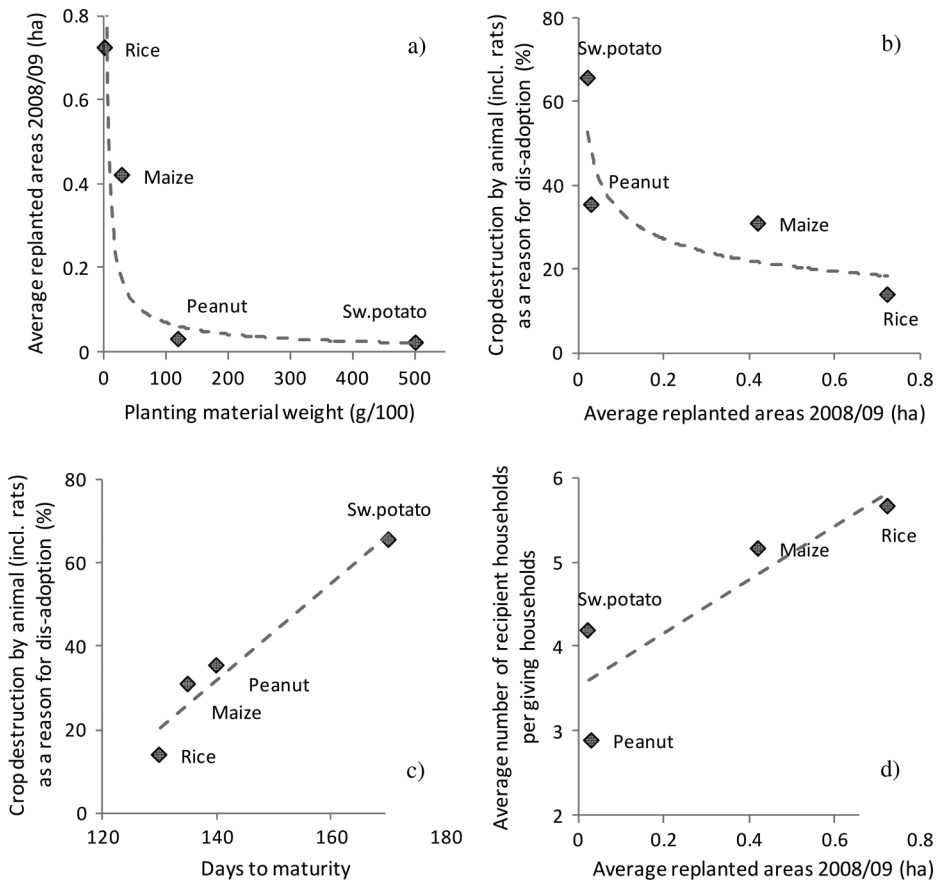 Average replanted areas 2008/09 (ha)
0.8
0.6
0.4
0.2
0
Rice
Maize
Peanut
Sw.potato
a)
0 100 200 300 400 500
Planting material weight (g/100)
Crop destruction by animal (incl. rats)
as a reason for dis-adoption (%)
80
60
40
20
0
Sw.potato
Peanut
Maize
Rice
b)
0 0.2 0.4 0.6 0.8
Average replanted areas 2008/09 (ha)
Crop destruction by animal (incl. rats)
as a reason for dis-adoption (%)
80
60
40
20
0
Sw.potato
Peanut
Maize
Rice
c)
120 140 160 180
Days to maturity
Average number of recipient households
per giving households
6
5
4
3
2
Rice
Maize
Sw.potato
Peanut
d)
0 0.2 0.4 0.6 0.8
Average replanted areas 2008/09 (ha)